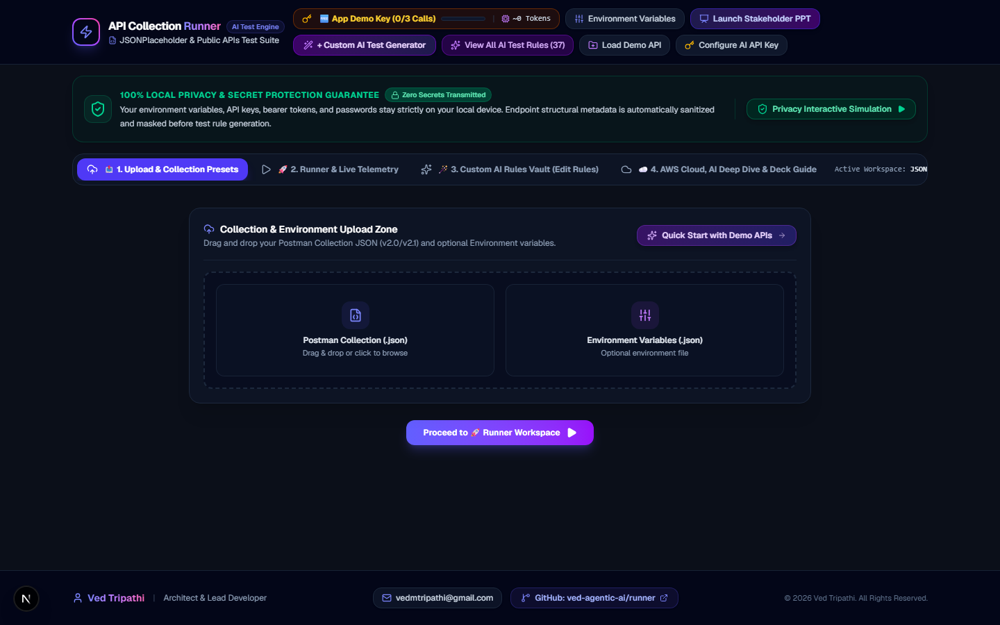 API Collection Runner
AI Test Engine
JSONPlaceholder & Public APIs Test Suite
App Demo Key (0/3 Calls)
~0 Tokens
Environment Variables
Launch Stakeholder PPT
+ Custom AI Test Generator
View All AI Test Rules (37)
Load Demo API
Configure AI API Key
100% LOCAL PRIVACY & SECRET PROTECTION GUARANTEE
Zero Secrets Transmitted
Your environment variables, API keys, bearer tokens, and passwords stay strictly on your local device. Endpoint structural metadata is automatically sanitized
and masked before test rule generation.
Privacy Interactive Simulation
1. Upload & Collection Presets
2. Runner & Live Telemetry
3. Custom AI Rules Vault (Edit Rules)
4. AWS Cloud, AI Deep Dive & Deck Guide
Active Workspace: JSON
Collection & Environment Upload Zone
Drag and drop your Postman Collection JSON (v2.0/v2.1) and optional Environment variables.
Quick Start with Demo APIs
Postman Collection (.json)
Drag & drop or click to browse
Environment Variables (.json)
Optional environment file
Proceed to 🚀 Runner Workspace
N
Ved Tripathi
Architect & Lead Developer
vedmtripathi@gmail.com
GitHub: ved-agentic-ai/runner
© 2026 Ved Tripathi. All Rights Reserved.